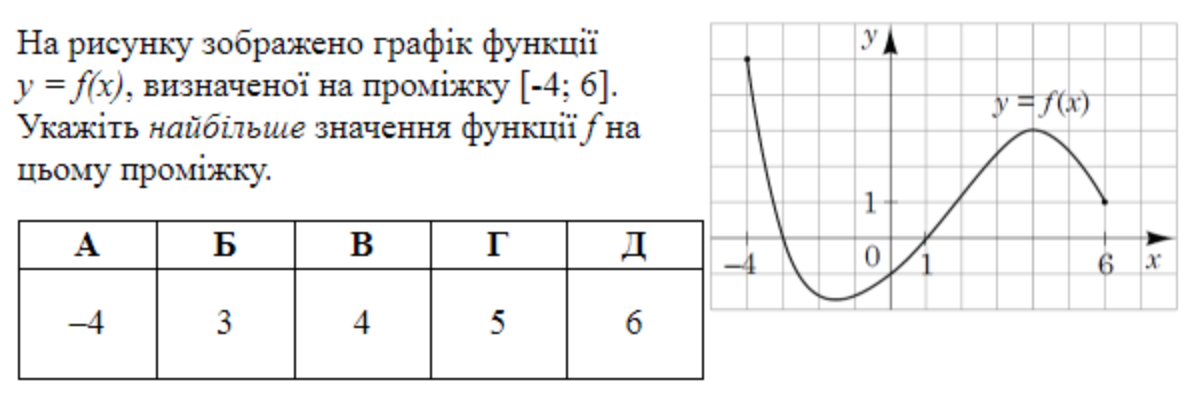 На рисунку зображено графік функції
y = f(x), визначеної на проміжку [-4; 6].
Укажіть найбільше значення функції f на
цьому проміжку.
А Б В Г Д
–4 3 4 5 6
y
y = f(x)
1
–4 0 1 6 x